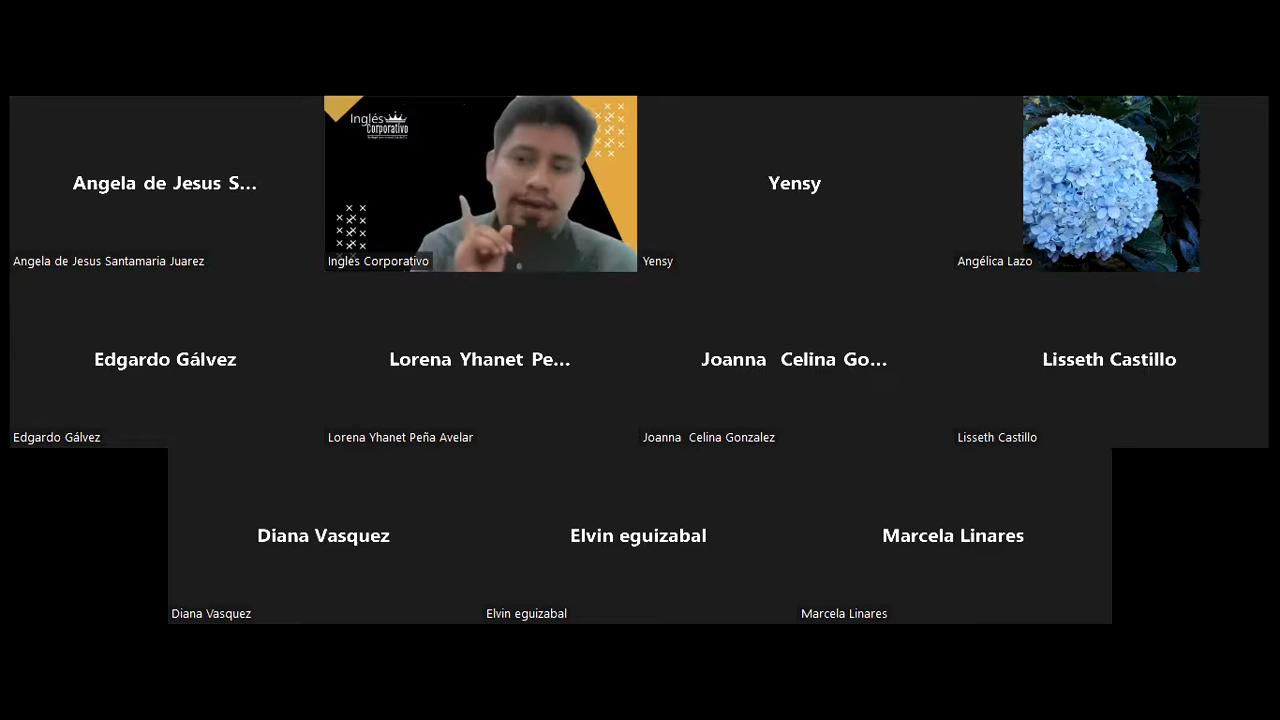 Angela de Jesus S...
Inglés
Corporativo
Yensy
Angela de Jesus Santamaria Juarez
Inglés Corporativo
Yensy
Angélica Lazo
Edgardo Gálvez
Lorena Yhanet Pe...
Joanna Celina Go...
Lisseth Castillo
Edgardo Gálvez
Lorena Yhanet Peña Avelar
Joanna Celina Gonzalez
Lisseth Castillo
Diana Vasquez
Elvin eguizabal
Marcela Linares
Diana Vasquez
Elvin eguizabal
Marcela Linares